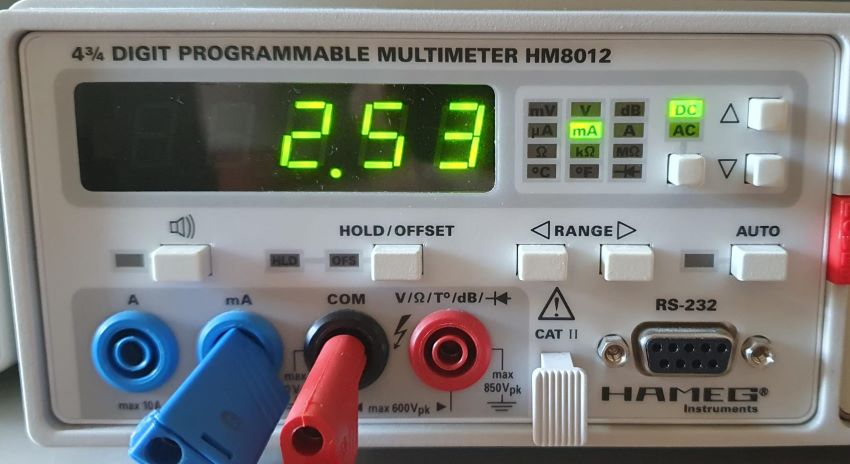 4¾ DIGIT PROGRAMMABLE MULTIMETER HM8012
2.53
mV V dB DC
µA mA A AC
Ω kΩ MΩ
°C °F
HOLD/OFFSET RANGE AUTO
HLD OFS
A mA COM V/Ω/T°/dB/
CAT II
RS-232
max 10A
max
max 600Vpk
max
850Vpk
HAMEG®
Instruments